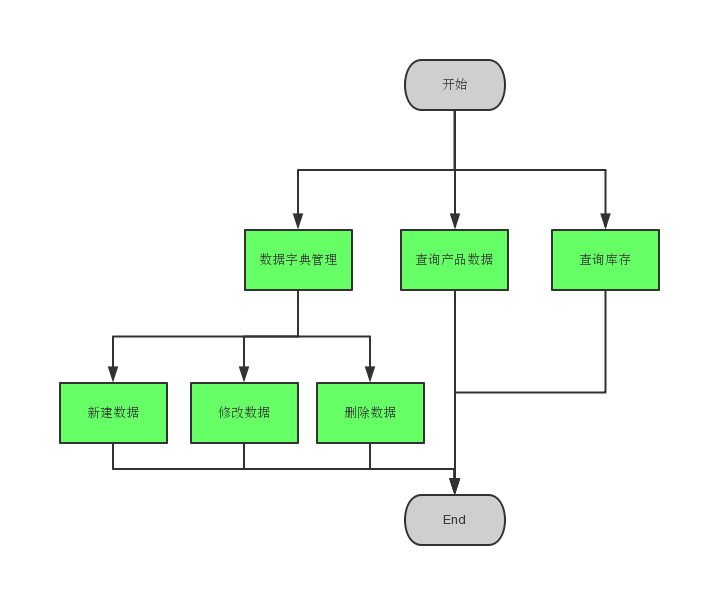 开始
数据字典管理
查询产品数据
查询库存
新建数据
修改数据
删除数据
End